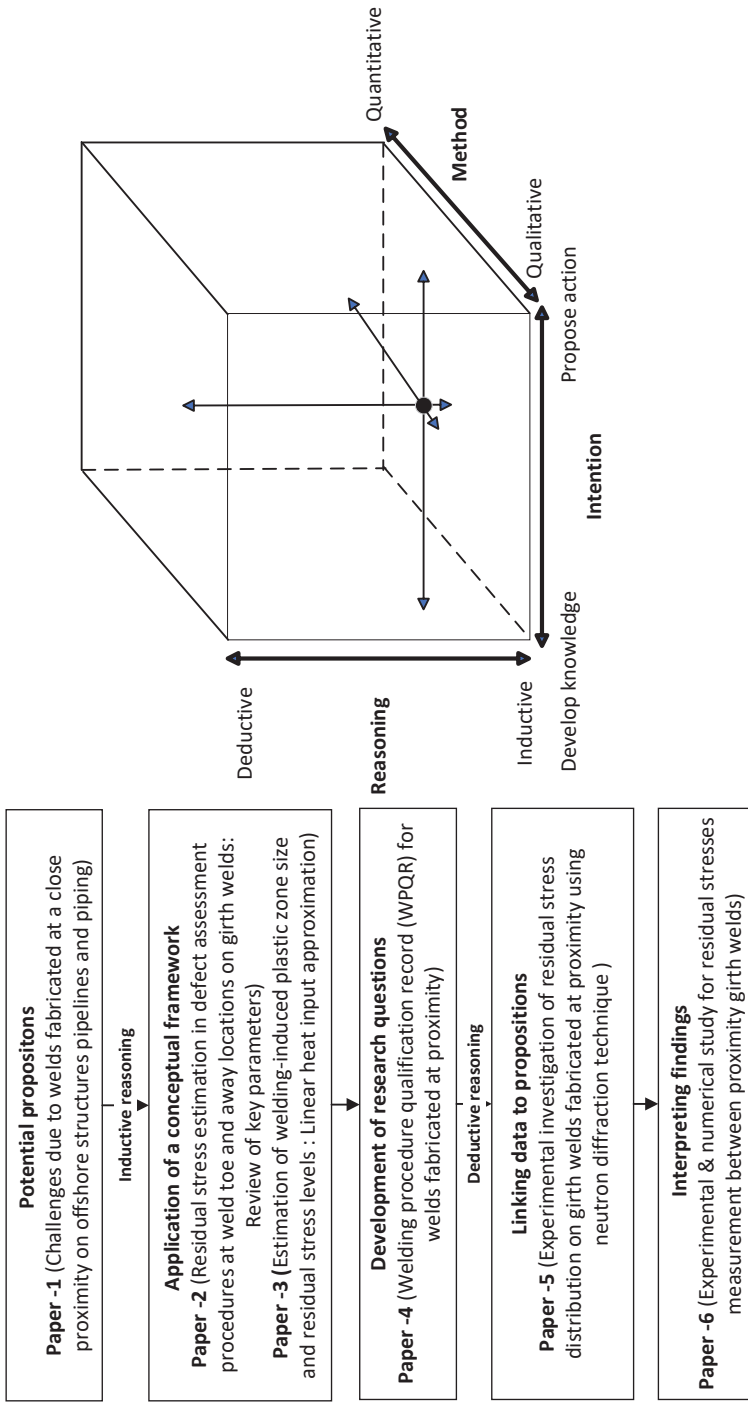 Potential propositons
Paper -1 (Challenges due to welds fabricated at a close
proximity on offshore structures pipelines and piping)
Inductive reasoning
Application of a conceptual framework
Paper -2 (Residual stress estimation in defect assessment
procedures at weld toe and away locations on girth welds:
Review of key parameters)
Paper -3 (Estimation of welding-induced plastic zone size
and residual stress levels : Linear heat input approximation)
Development of research questions
Paper -4 (Welding procedure qualification record (WPQR) for
welds fabricated at proximity)
Deductive reasoning
Linking data to propositions
Paper -5 (Experimental investigation of residual stress
distribution on girth welds fabricated at proximity using
neutron diffraction technique )
Interpreting findings
Paper -6 (Experimental & numerical study for residual stresses
measurement between proximity girth welds)
Deductive
Reasoning
Inductive
Develop knowledge
Intention
Propose action
Qualitative
Method
Quantitative